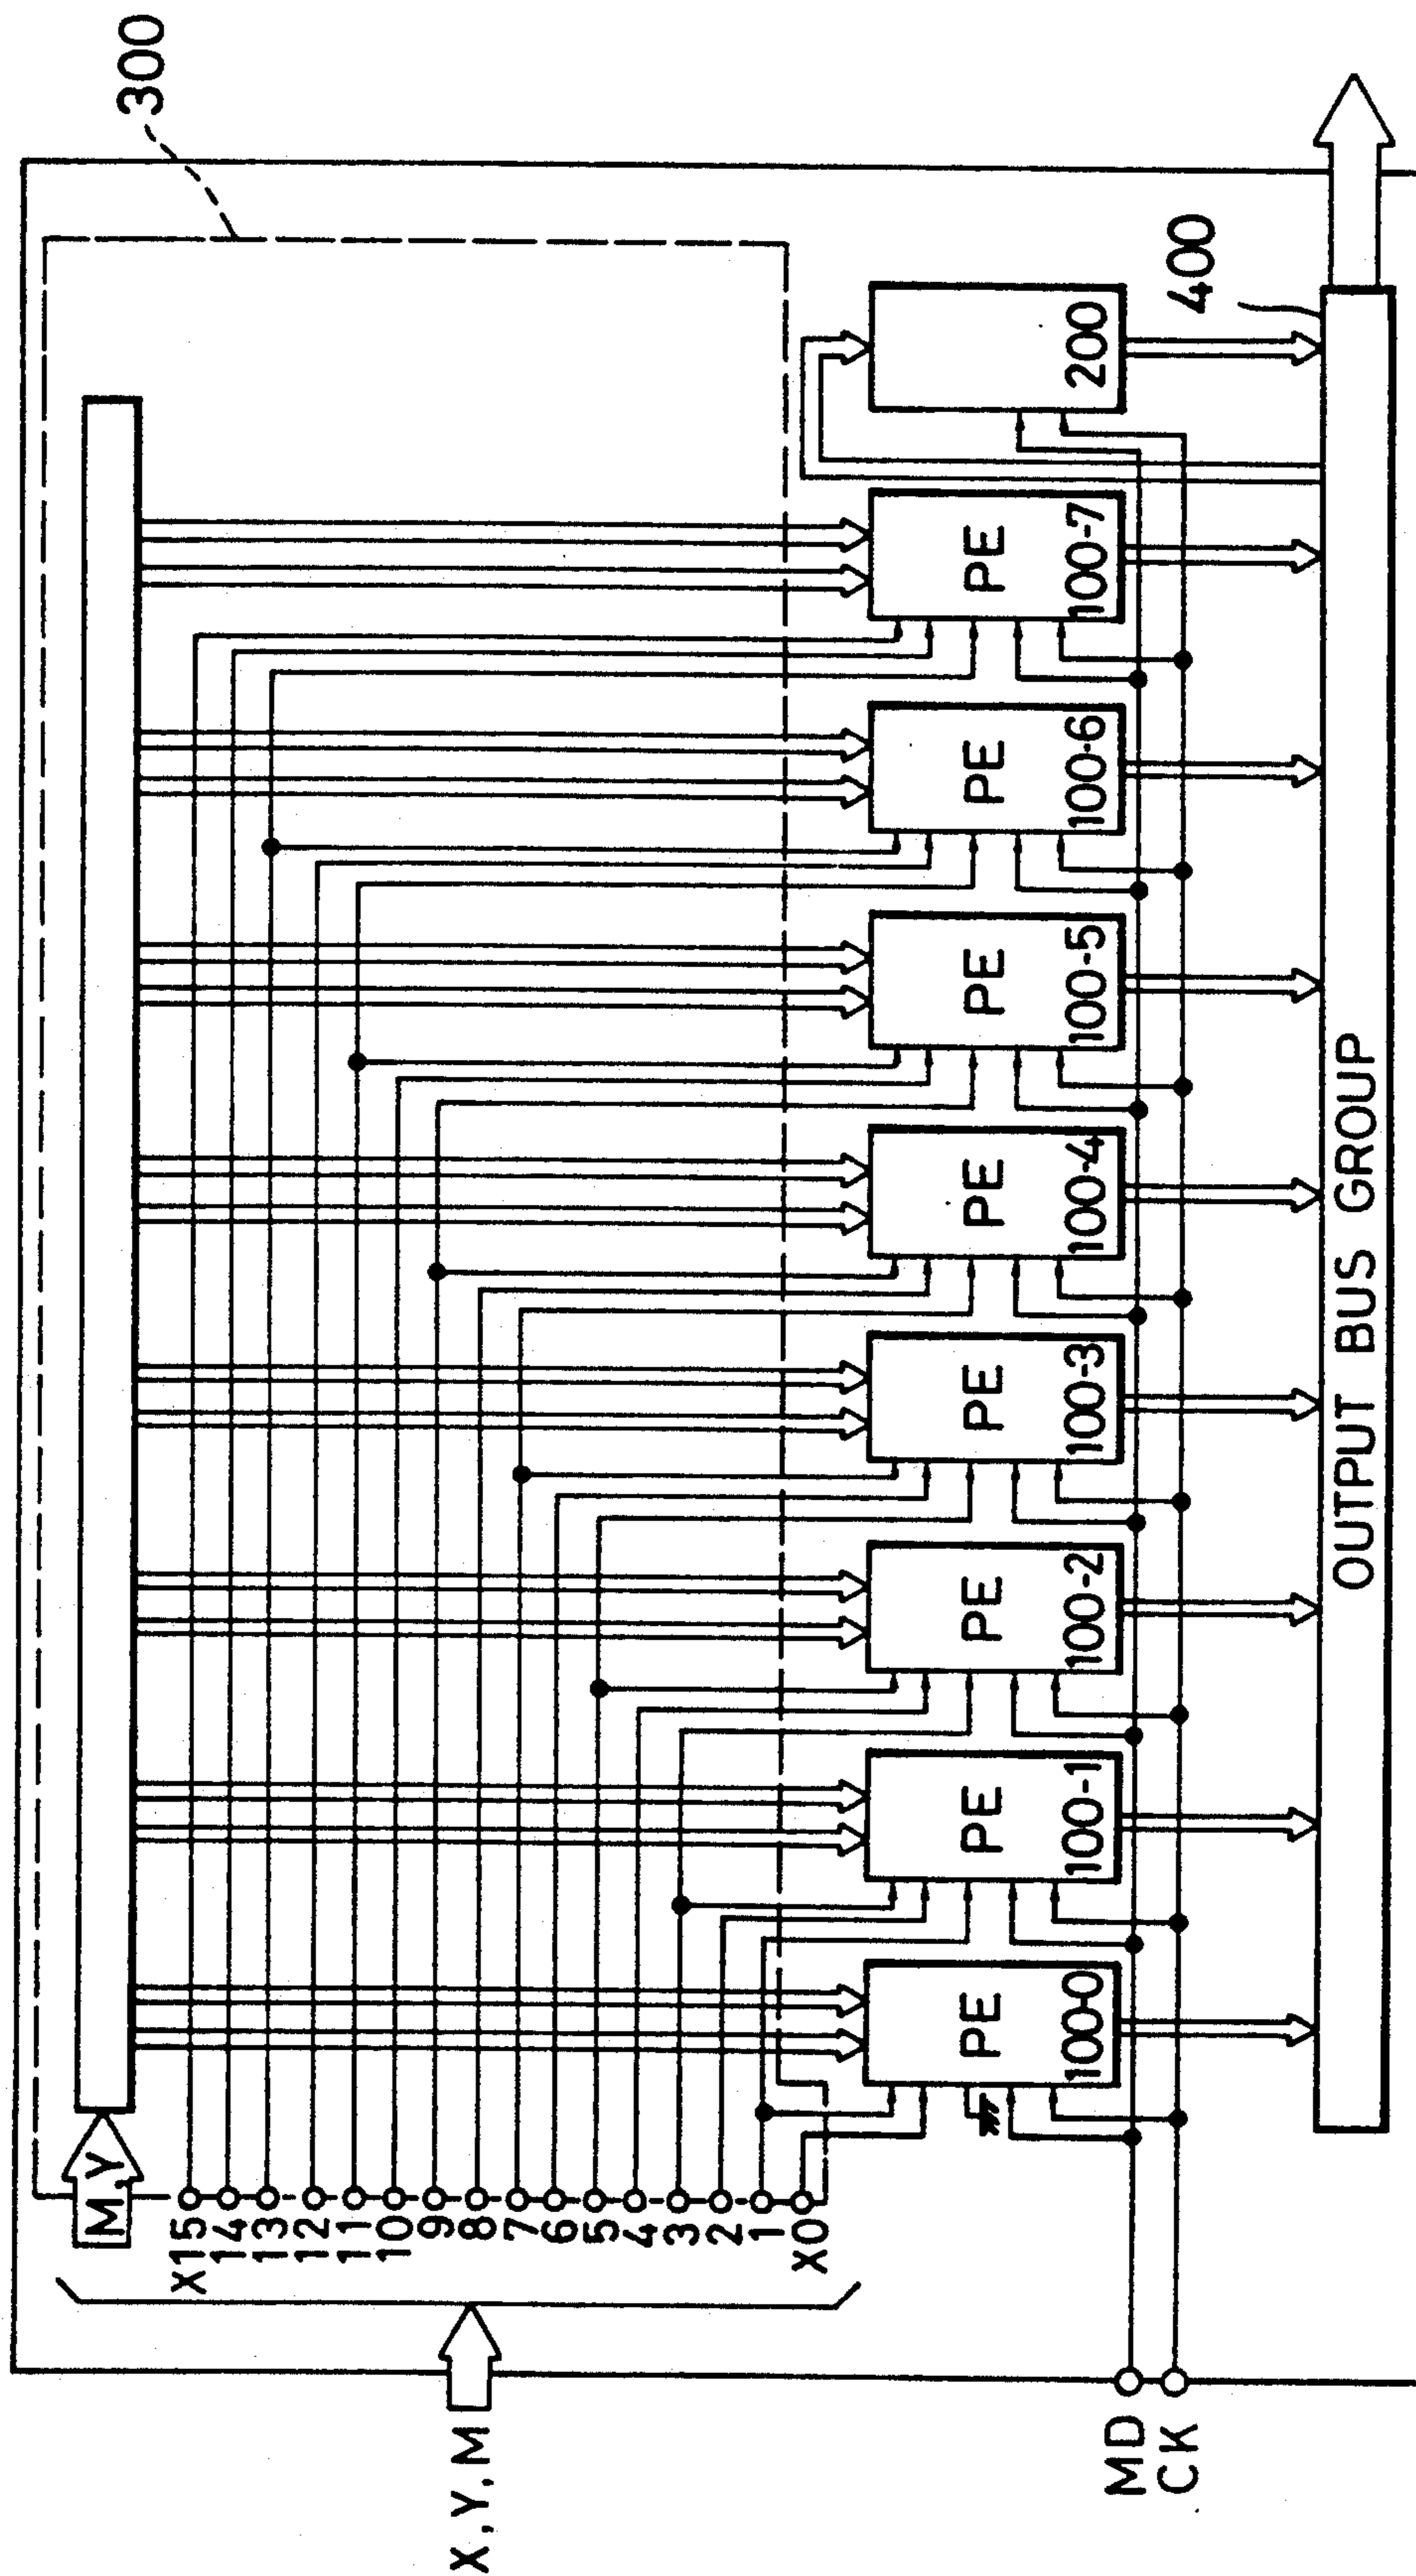 300
M,Y
X15
14
13
12
11
10
9
8
7
6
5
4
3
2
1
X0
X,Y,M
PE
100-0
PE
100-1
PE
100-2
PE
100-3
PE
100-4
PE
100-5
PE
100-6
PE
100-7
200
MD
CK
400
OUTPUT BUS GROUP